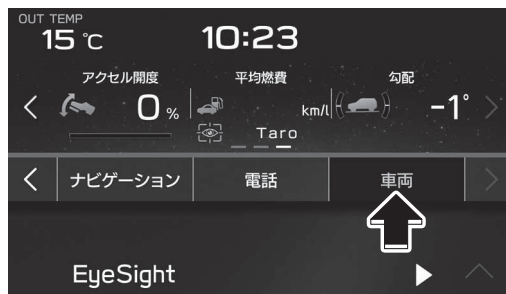 OUT TEMP
15 ℃ 10:23
アクセル開度 平均燃費 勾配
0 % km/l -1°
Taro
ナビゲーション 電話 車両
EyeSight